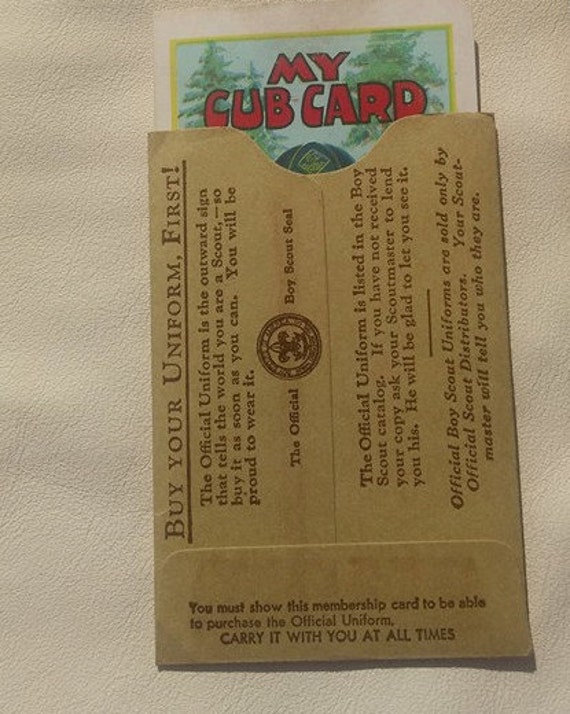 MY
CUB CARD
BUY YOUR UNIFORM, FIRST!
The Official Uniform is the outward sign
that tells the world you are a Scout,—so
buy it as soon as you can. You will be
proud to wear it.
The Official Boy Scout Seal
The Official Uniform is listed in the Boy
Scout catalog. If you have not received
your copy ask your Scoutmaster to lend
you his. He will be glad to let you see it.
Official Boy Scout Uniforms are sold only by
Official Scout Distributors. Your Scout-
master will tell you who they are.
You must show this membership card to be able
to purchase the Official Uniform.
CARRY IT WITH YOU AT ALL TIMES